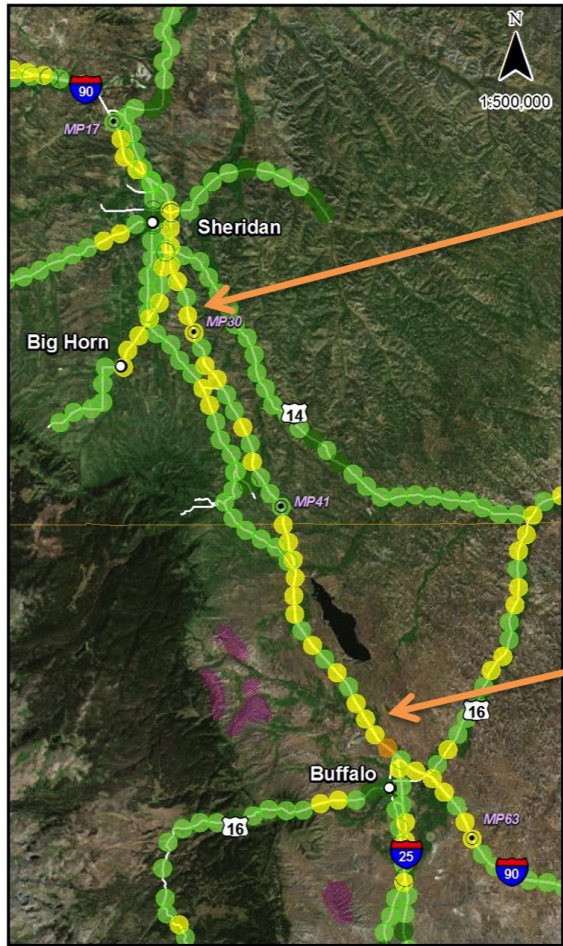 N
1:500,000
90
MP17
Sheridan
MP30
Big Horn
14
MP41
16
Buffalo
MP63
16
25
90